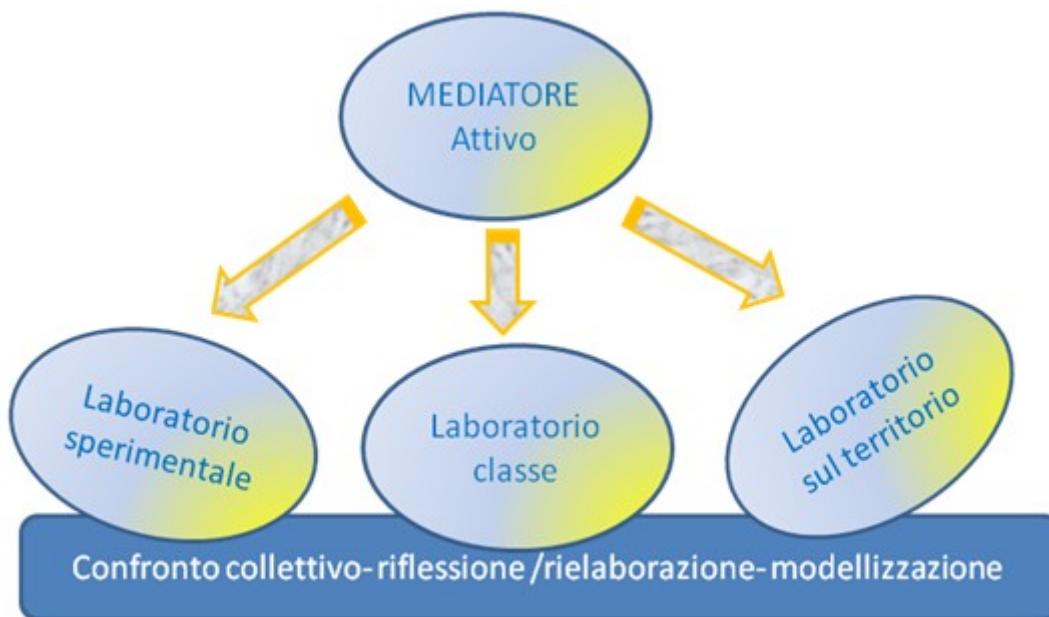 MEDIATORE
Attivo
Laboratorio
sperimentale
Laboratorio
classe
Laboratorio
sul territorio
Confronto collettivo-riflessione/rielaborazione-modellizzazione